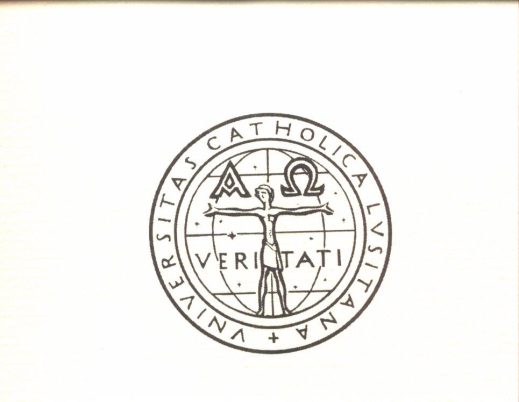 VNIVERSITAS CATHOLICA LVSITANA +
Α Ω
VERITATI